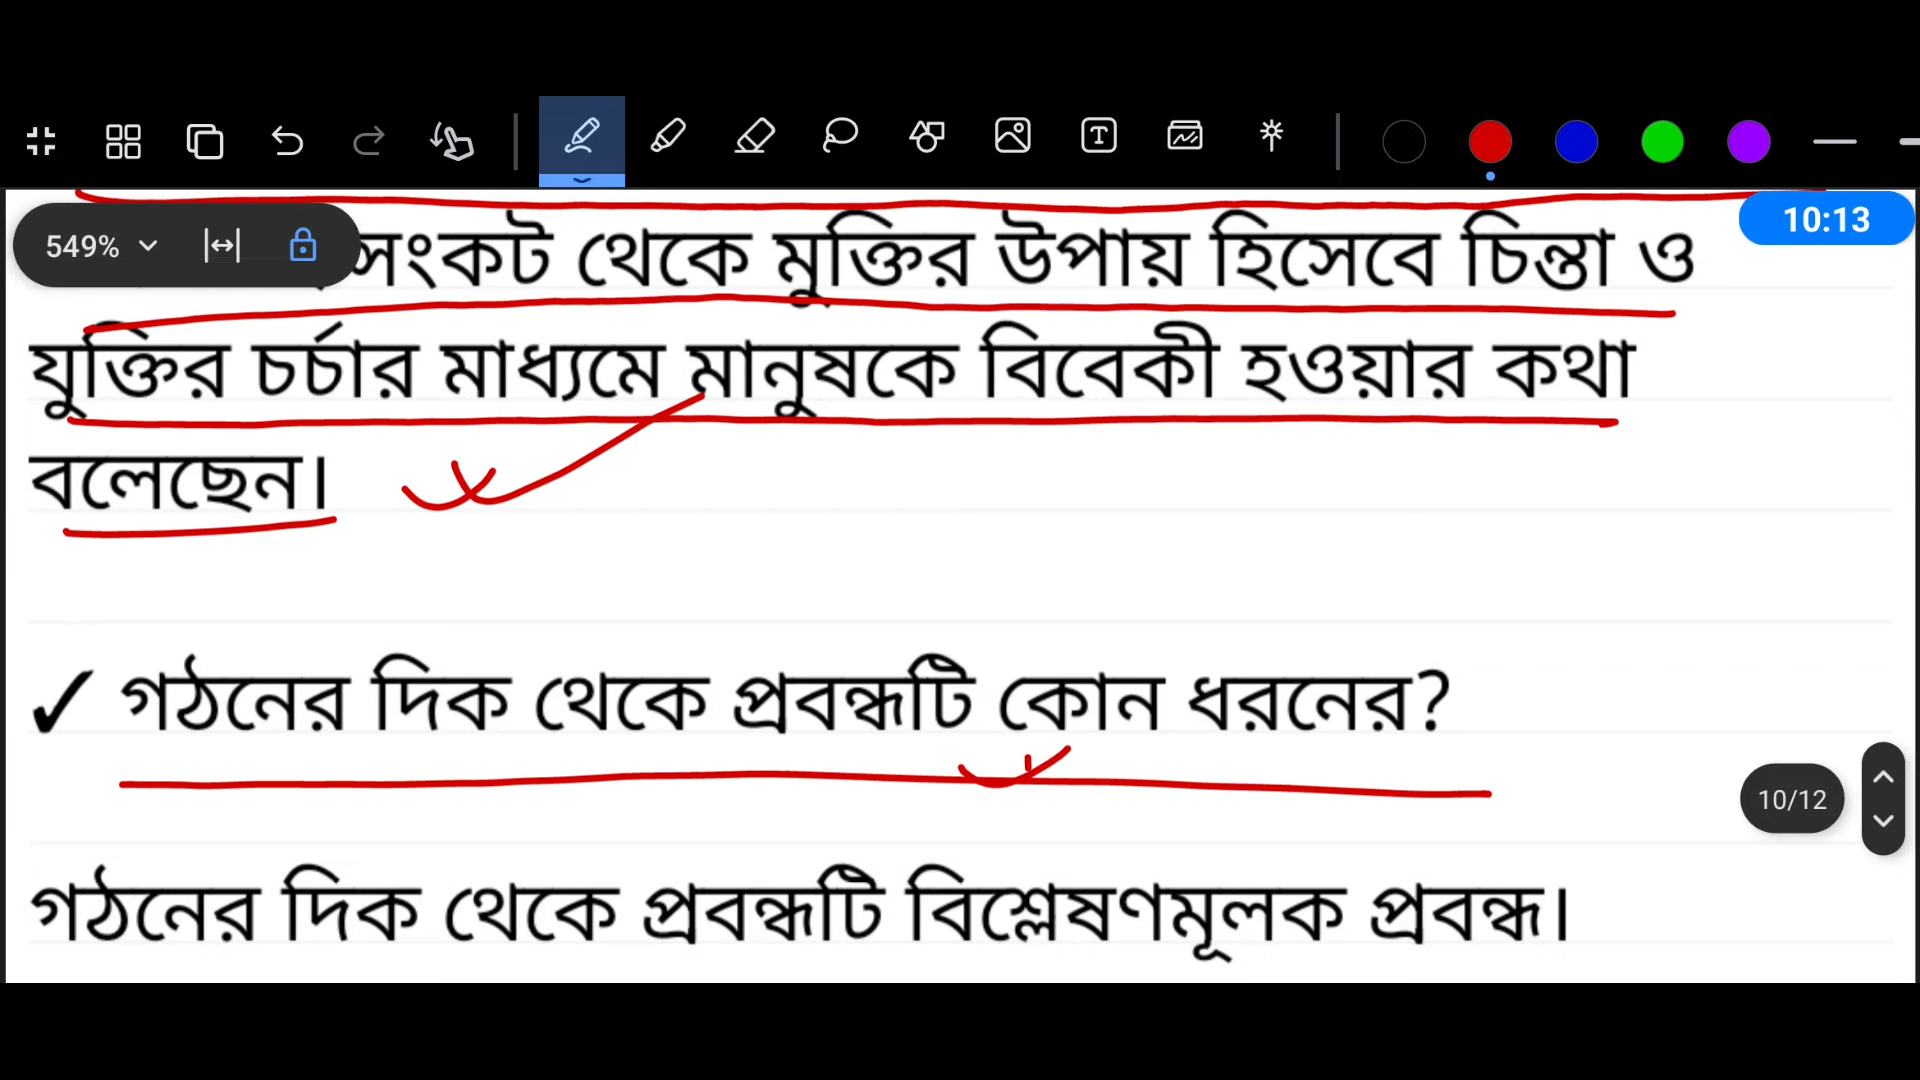 10:13
549%
সংকট থেকে মুক্তির উপায় হিসেবে চিন্তা ও
যুক্তির চর্চার মাধ্যমে মানুষকে বিবেকী হওয়ার কথা
বলেছেন।
✓ গঠনের দিক থেকে প্রবন্ধটি কোন ধরনের?
10/12
গঠনের দিক থেকে প্রবন্ধটি বিশ্লেষণমূলক প্রবন্ধ।